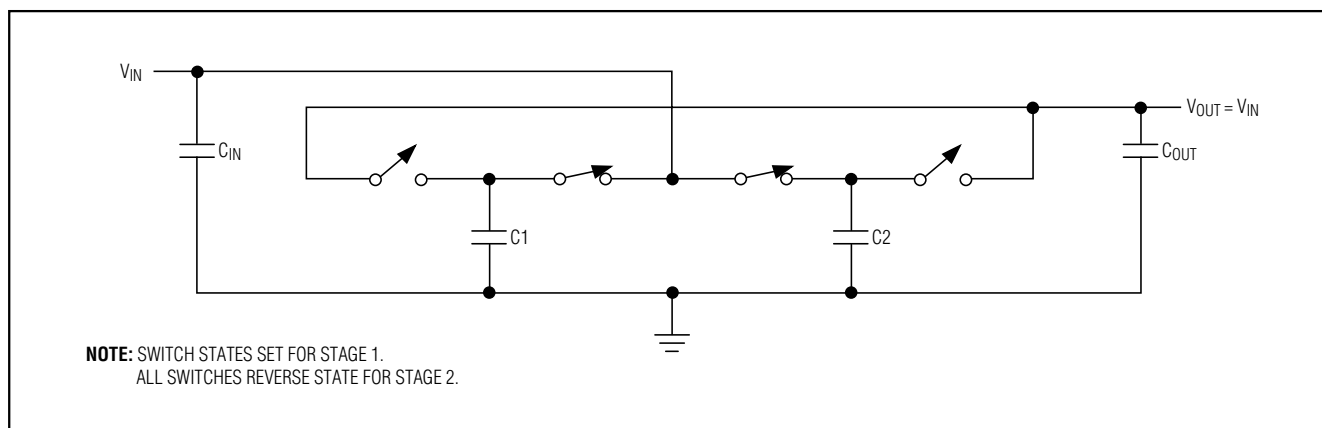 VIN
VOUT = VIN
CIN
COUT
C1
C2
NOTE: SWITCH STATES SET FOR STAGE 1.
ALL SWITCHES REVERSE STATE FOR STAGE 2.